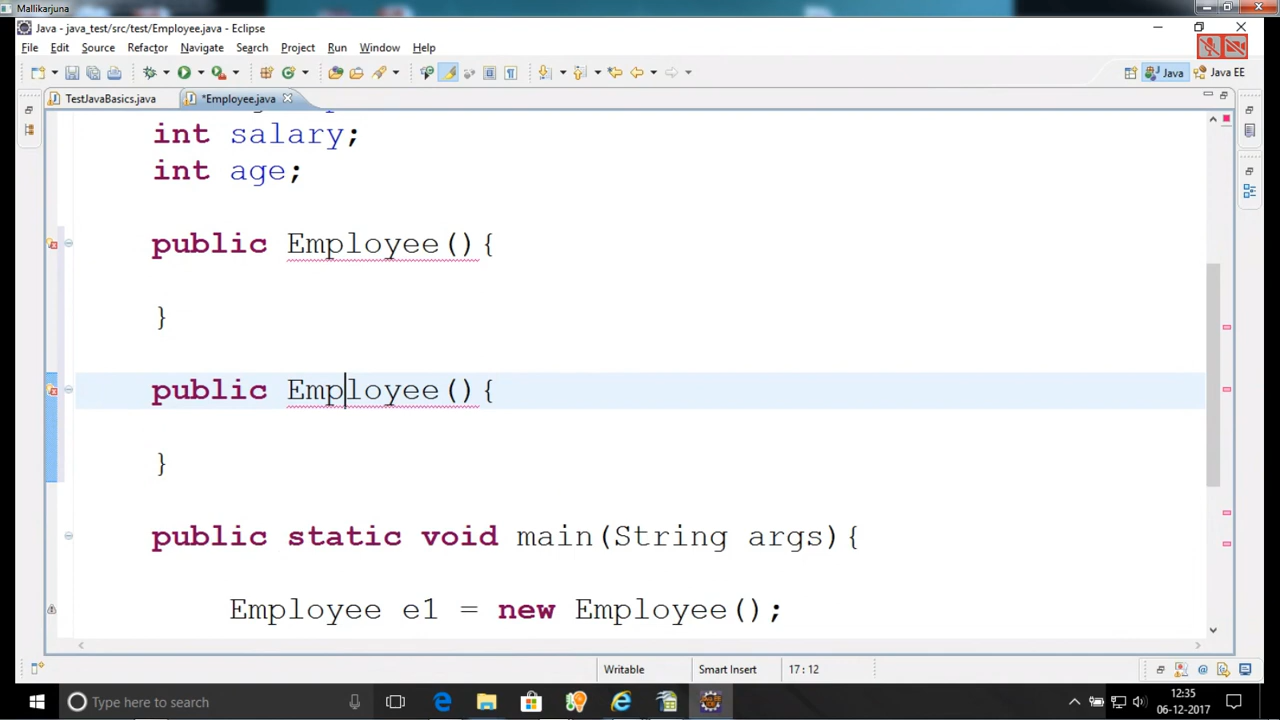 Mallikarjuna
Java - java_test/src/test/Employee.java - Eclipse
File Edit Source Refactor Navigate Search Project Run Window Help
Java Java EE
TestJavaBasics.java *Employee.java
int salary;
int age;
public Employee(){
}
public Employee(){
}
public static void main(String args){
Employee e1 = new Employee();
Writable Smart Insert 17 : 12
Type here to search
12:35
06-12-2017